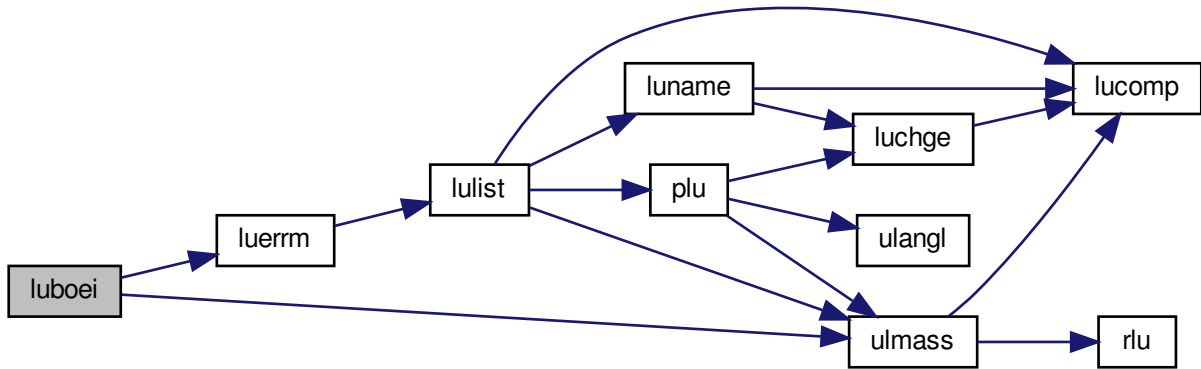 luboei
luerrm
lulist
luname
plu
luchge
ulangl
ulmass
lucomp
rlu